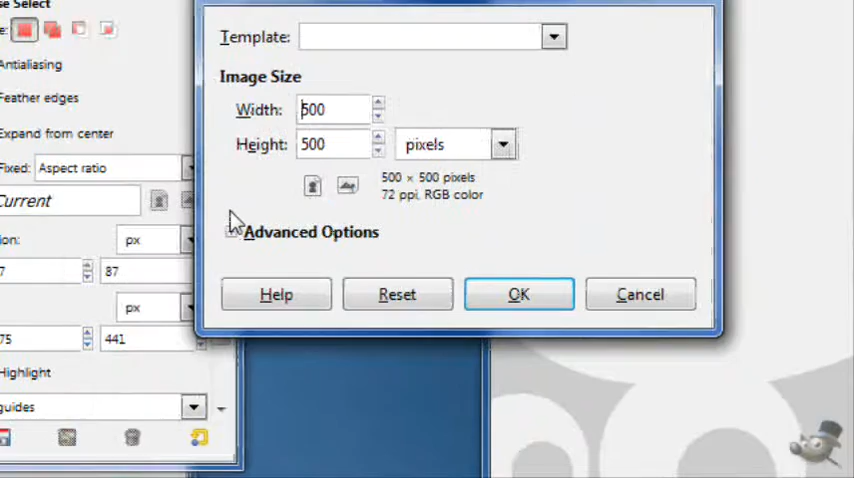 se Select
e:
Antialiasing
Feather edges
Expand from center
Fixed: Aspect ratio
Current
ion: px
7 87
px
75 441
Highlight
guides
Template:
Image Size
Width: 500
Height: 500 pixels
500 × 500 pixels
72 ppi, RGB color
Advanced Options
Help Reset OK Cancel